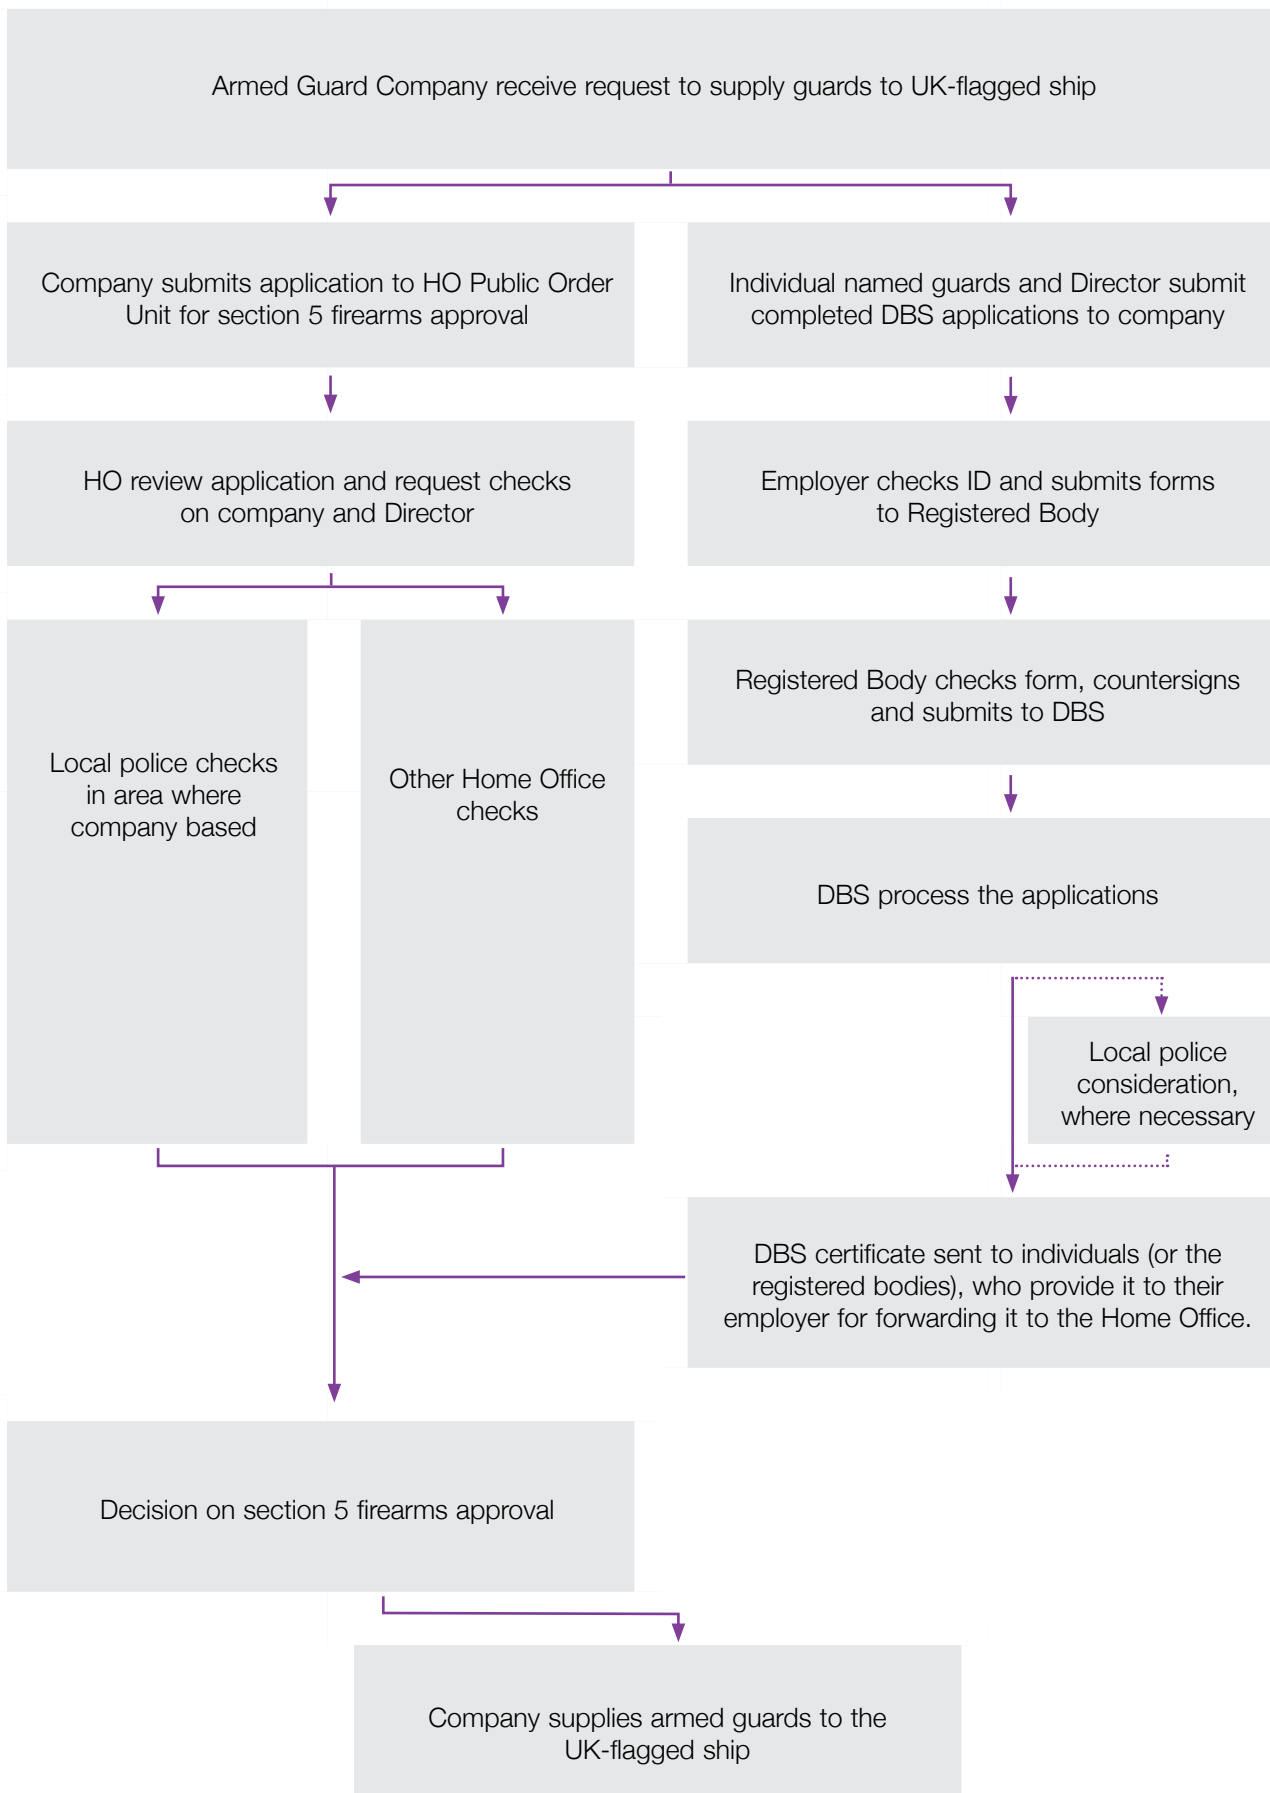 Armed Guard Company receive request to supply guards to UK-flagged ship
Company submits application to HO Public Order
Unit for section 5 firearms approval
Individual named guards and Director submit
completed DBS applications to company
HO review application and request checks
on company and Director
Employer checks ID and submits forms
to Registered Body
Local police checks
in area where
company based
Other Home Office
checks
Registered Body checks form, countersigns
and submits to DBS
DBS process the applications
Local police
consideration,
where necessary
DBS certificate sent to individuals (or the
registered bodies), who provide it to their
employer for forwarding it to the Home Office.
Decision on section 5 firearms approval
Company supplies armed guards to the
UK-flagged ship